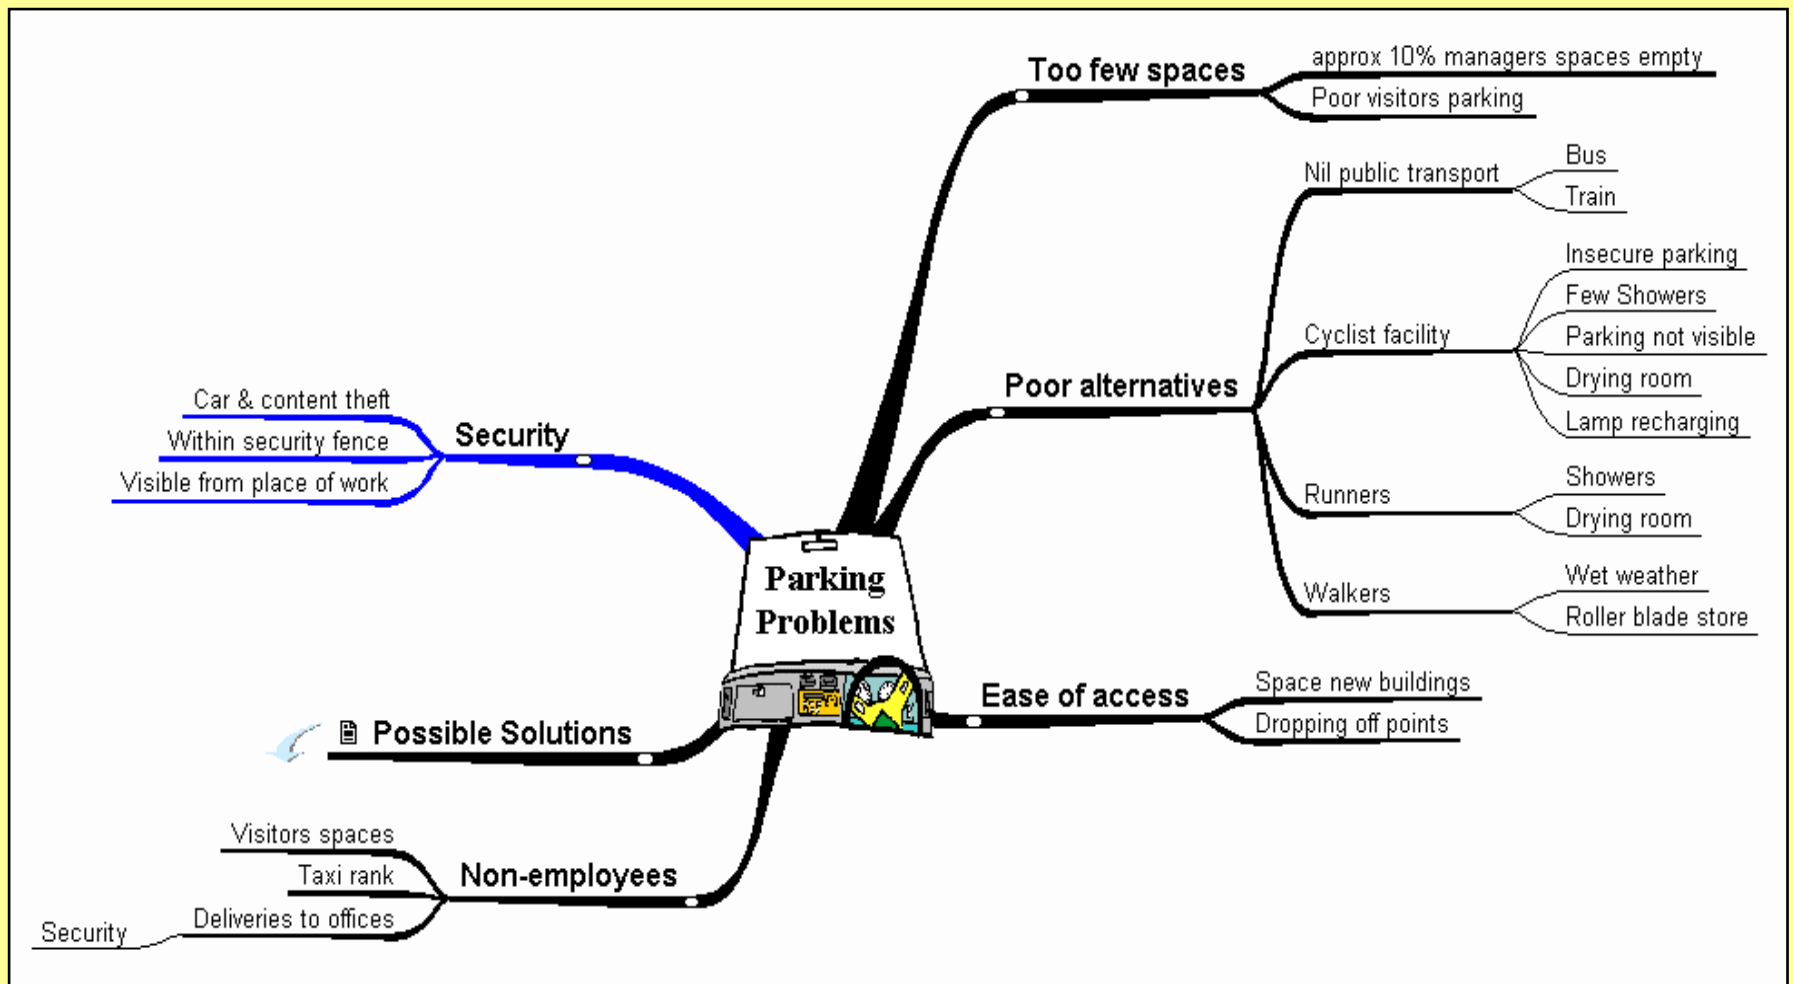 Too few spaces
approx 10% managers spaces empty
Poor visitors parking
Poor alternatives
Nil public transport
Bus
Train
Cyclist facility
Insecure parking
Few Showers
Parking not visible
Drying room
Lamp recharging
Runners
Showers
Drying room
Walkers
Wet weather
Roller blade store
Ease of access
Space new buildings
Dropping off points
Parking
Problems
Security
Car & content theft
Within security fence
Visible from place of work
Possible Solutions
Non-employees
Visitors spaces
Taxi rank
Deliveries to offices
Security